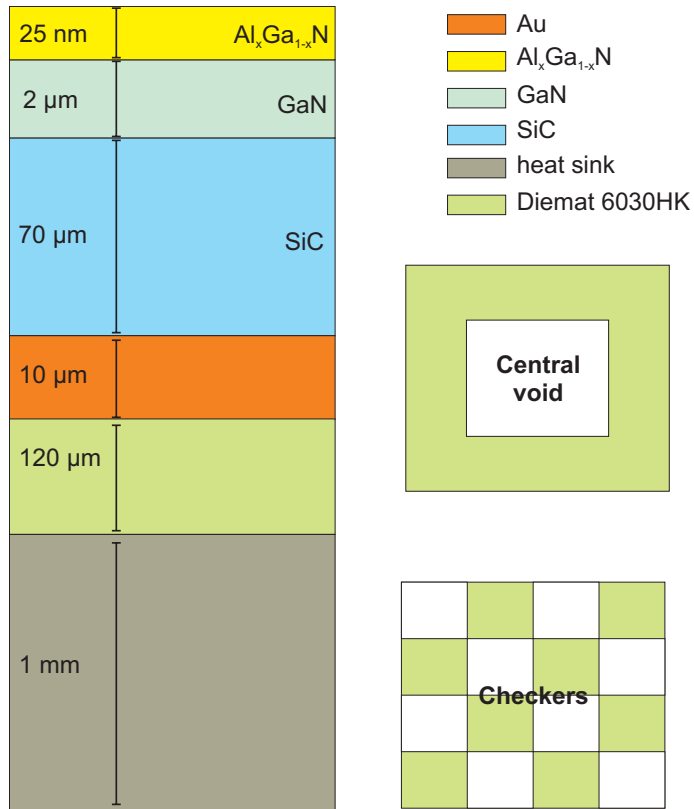 25 nm
AlₓGa₁₋ₓN
2 μm
GaN
70 μm
SiC
10 μm
120 μm
1 mm
Au
AlₓGa₁₋ₓN
GaN
SiC
heat sink
Diemat 6030HK
Central
void
Checkers